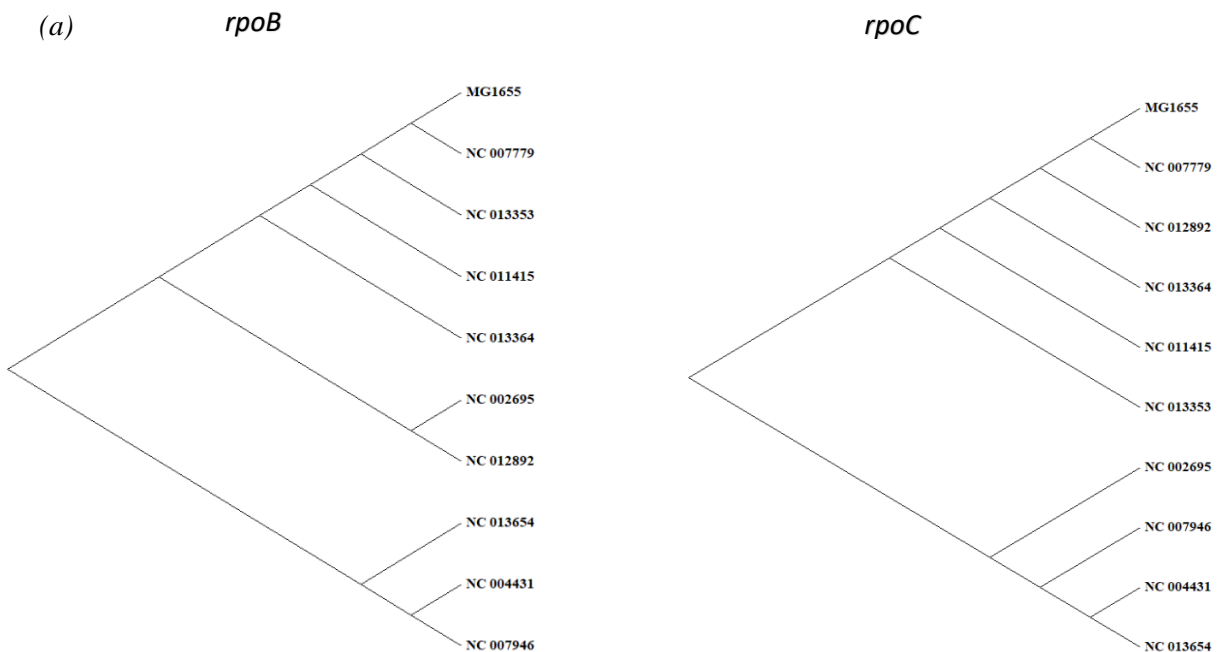 (a) rpoB rpoC
MG1655
NC 007779
NC 013353
NC 011415
NC 013364
NC 002695
NC 012892
NC 013654
NC 004431
NC 007946
MG1655
NC 007779
NC 012892
NC 013364
NC 011415
NC 013353
NC 002695
NC 007946
NC 004431
NC 013654